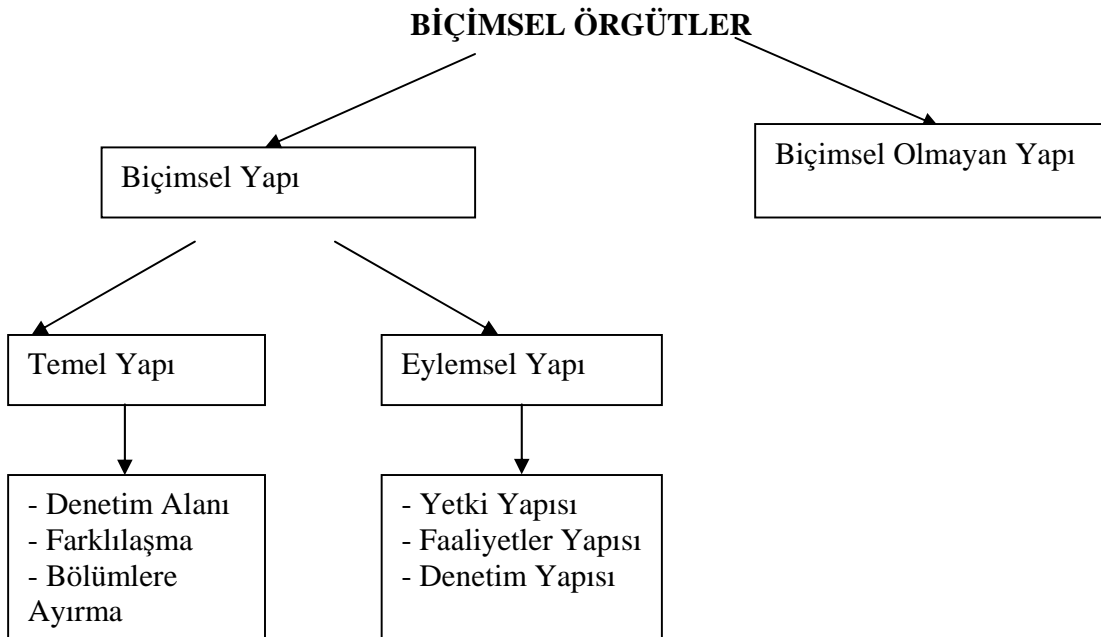 BİÇİMSEL ÖRGÜTLER
Biçimsel Yapı
Biçimsel Olmayan Yapı
Temel Yapı
Eylemsel Yapı
- Denetim Alanı
- Farklılaşma
- Bölümlere
Ayırma
- Yetki Yapısı
- Faaliyetler Yapısı
- Denetim Yapısı